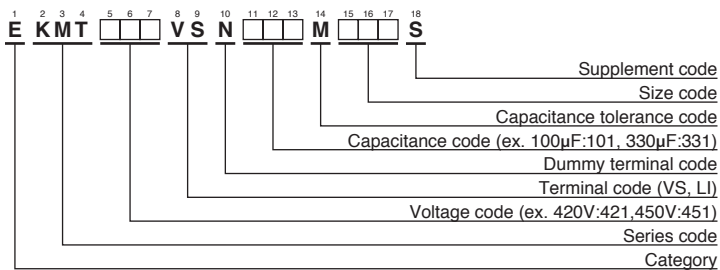 1 2 3 4 5 6 7 8 9 10 11 12 13 14 15 16 17 18
E K M T □□□ V S N □□□ M □□□ S
Supplement code
Size code
Capacitance tolerance code
Capacitance code (ex. 100μF:101, 330μF:331)
Dummy terminal code
Terminal code (VS, LI)
Voltage code (ex. 420V:421,450V:451)
Series code
Category